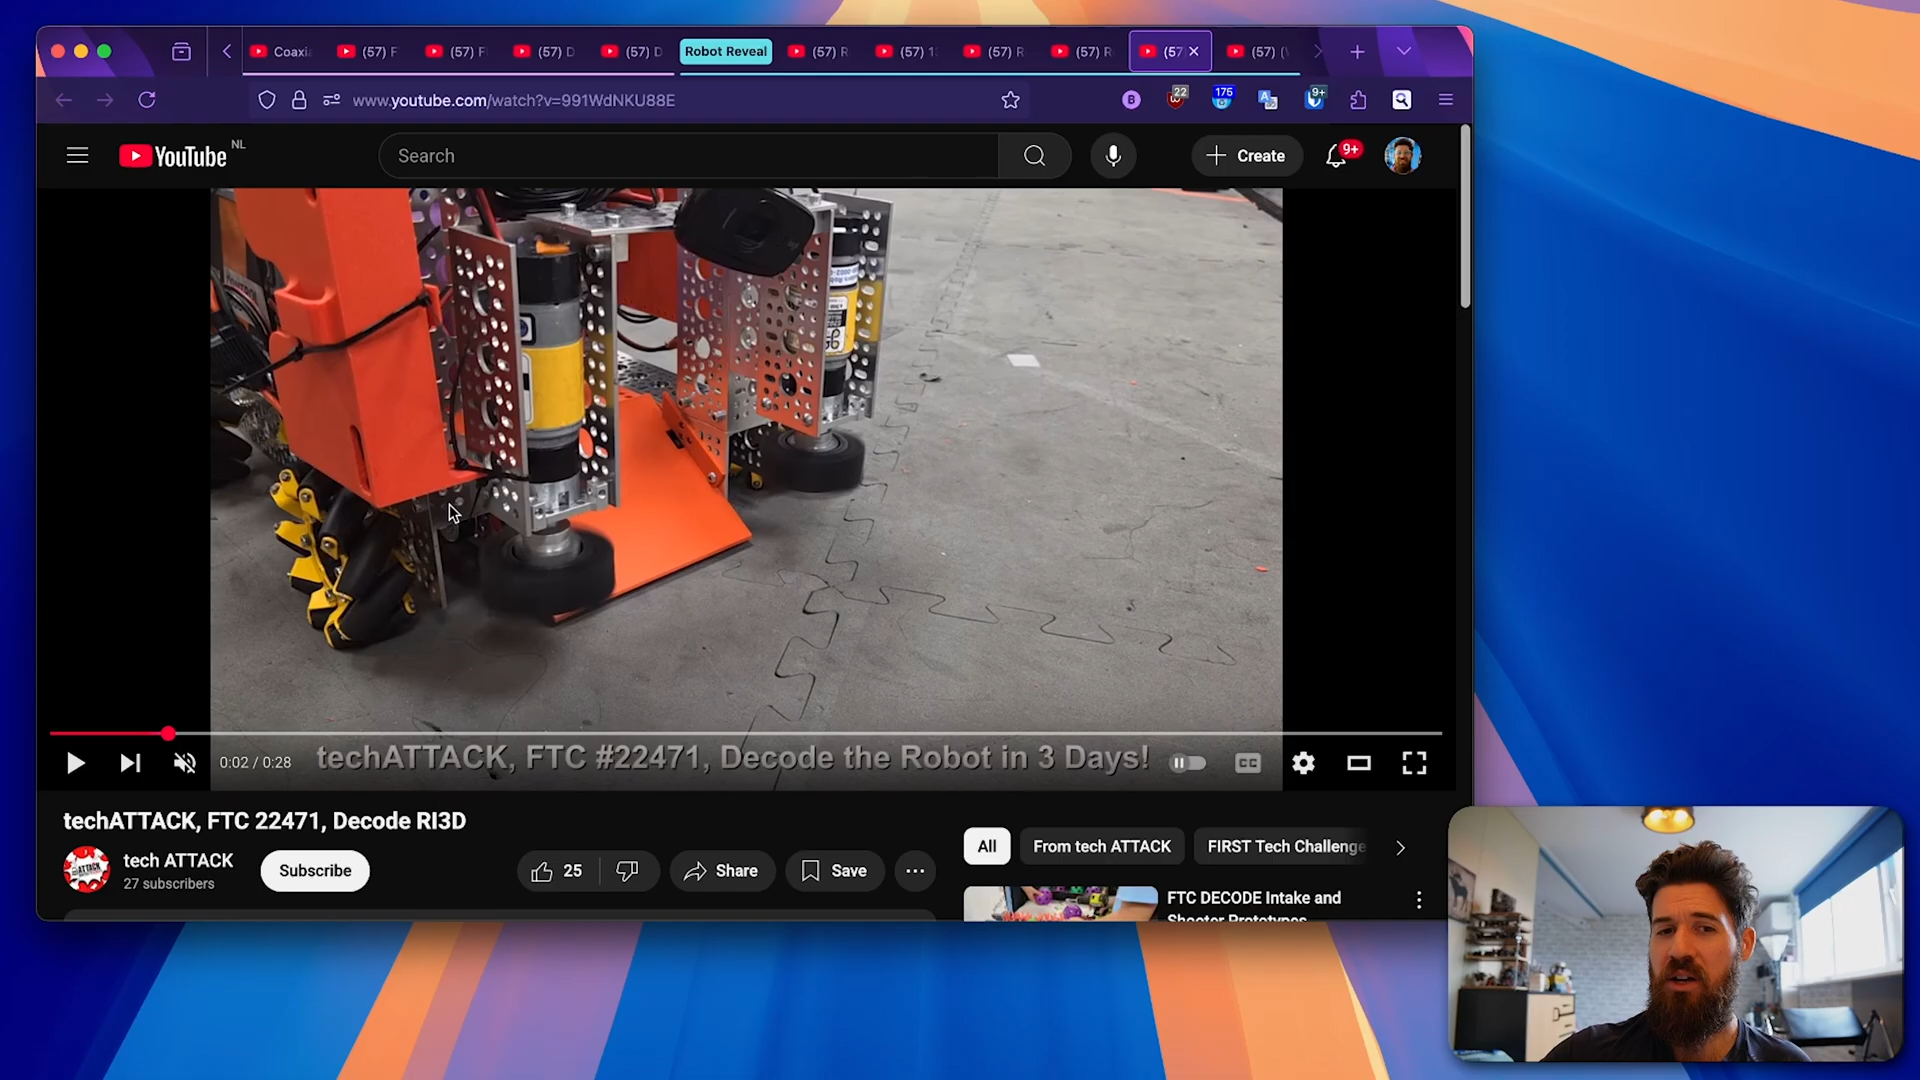 Coaxi
(57) F
(57) F
(57) D
(57) D
Robot Reveal
(57) R
(57) 1
(57) R
(57) R
(57
(57) (
www.youtube.com/watch?v=991WdNKU88E
22
175
9+
YouTube NL
Search
Create
9+
0:02 / 0:28
techATTACK, FTC #22471, Decode the Robot in 3 Days!
CC
techATTACK, FTC 22471, Decode RI3D
tech ATTACK
27 subscribers
Subscribe
25
Share
Save
All
From tech ATTACK
FIRST Tech Challenge
FTC DECODE Intake and
Shooter Prototypes